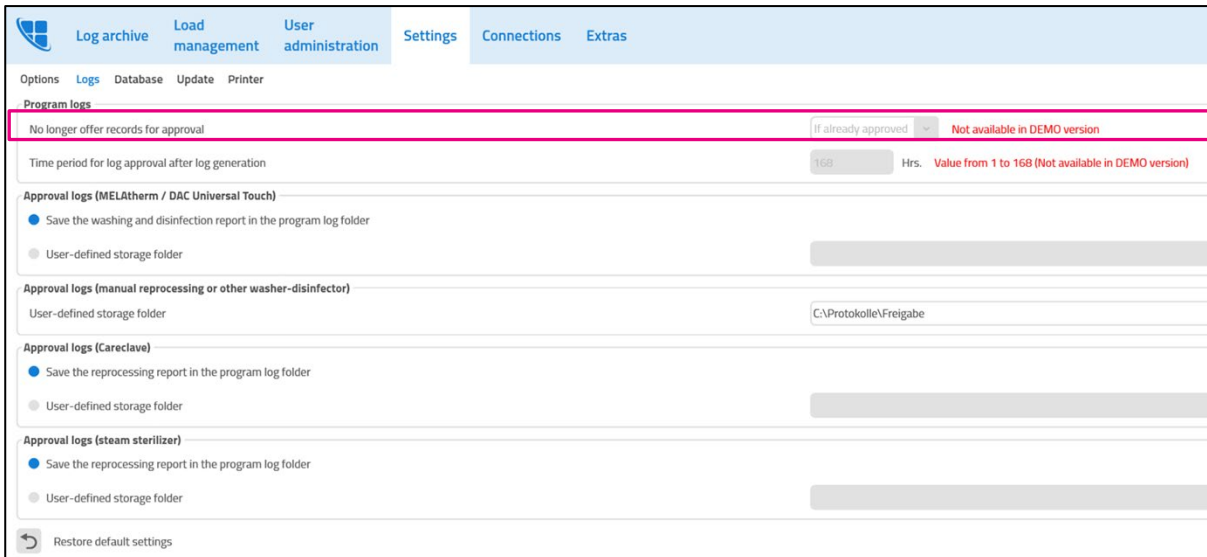 Log archive
Load management
User administration
Settings
Connections
Extras
Options Logs Database Update Printer
Program logs
No longer offer records for approval If already approved Not available in DEMO version
Time period for log approval after log generation 168 Hrs. Value from 1 to 168 (Not available in DEMO version)
Approval logs (MELAtherm / DAC Universal Touch)
Save the washing and disinfection report in the program log folder
User-defined storage folder
Approval logs (manual reprocessing or other washer-disinfector)
User-defined storage folder C:\Protokolle\Freigabe
Approval logs (Careclave)
Save the reprocessing report in the program log folder
User-defined storage folder
Approval logs (steam sterilizer)
Save the reprocessing report in the program log folder
User-defined storage folder
Restore default settings